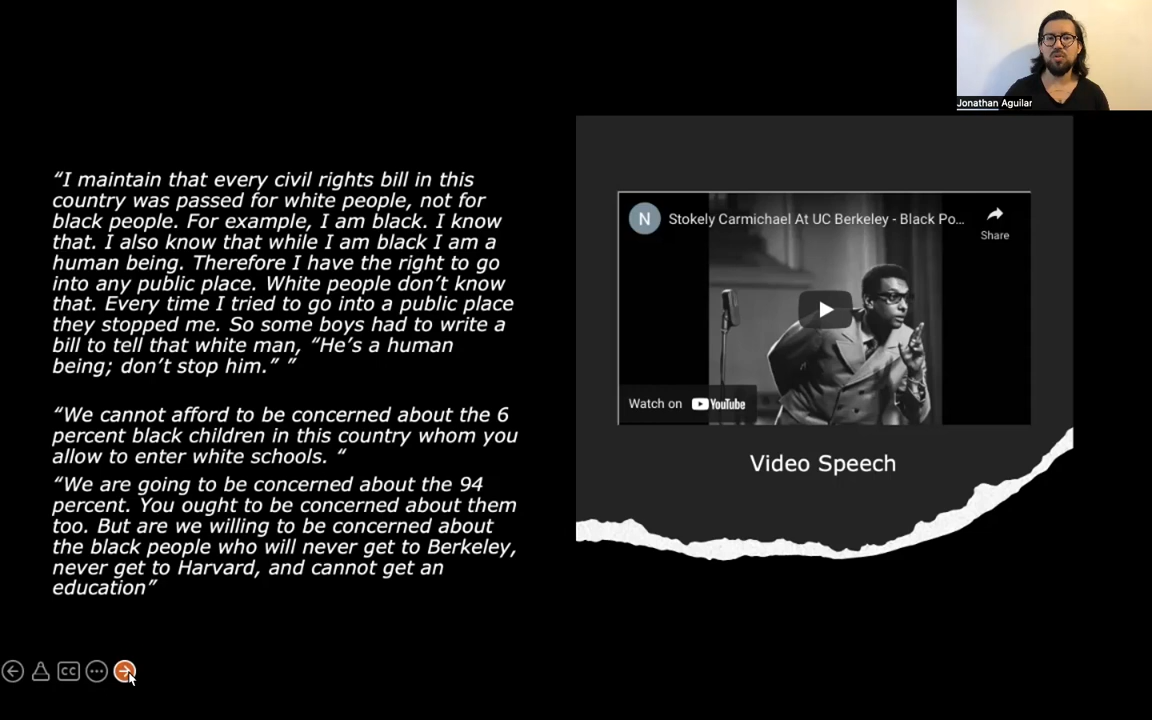 Jonathan Aguilar
“I maintain that every civil rights bill in this
country was passed for white people, not for
black people. For example, I am black. I know
that. I also know that while I am black I am a
human being. Therefore I have the right to go
into any public place. White people don’t know
that. Every time I tried to go into a public place
they stopped me. So some boys had to write a
bill to tell that white man, “He’s a human
being; don’t stop him.” ”
“We cannot afford to be concerned about the 6
percent black children in this country whom you
allow to enter white schools. “
“We are going to be concerned about the 94
percent. You ought to be concerned about them
too. But are we willing to be concerned about
the black people who will never get to Berkeley,
never get to Harvard, and cannot get an
education”
N
Stokely Carmichael At UC Berkeley - Black Po...
Share
Watch on YouTube
Video Speech
CC